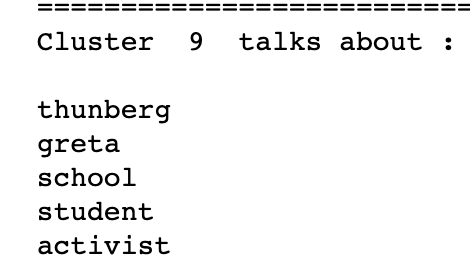 ===========================
Cluster  9  talks about :
thunberg
greta
school
student
activist